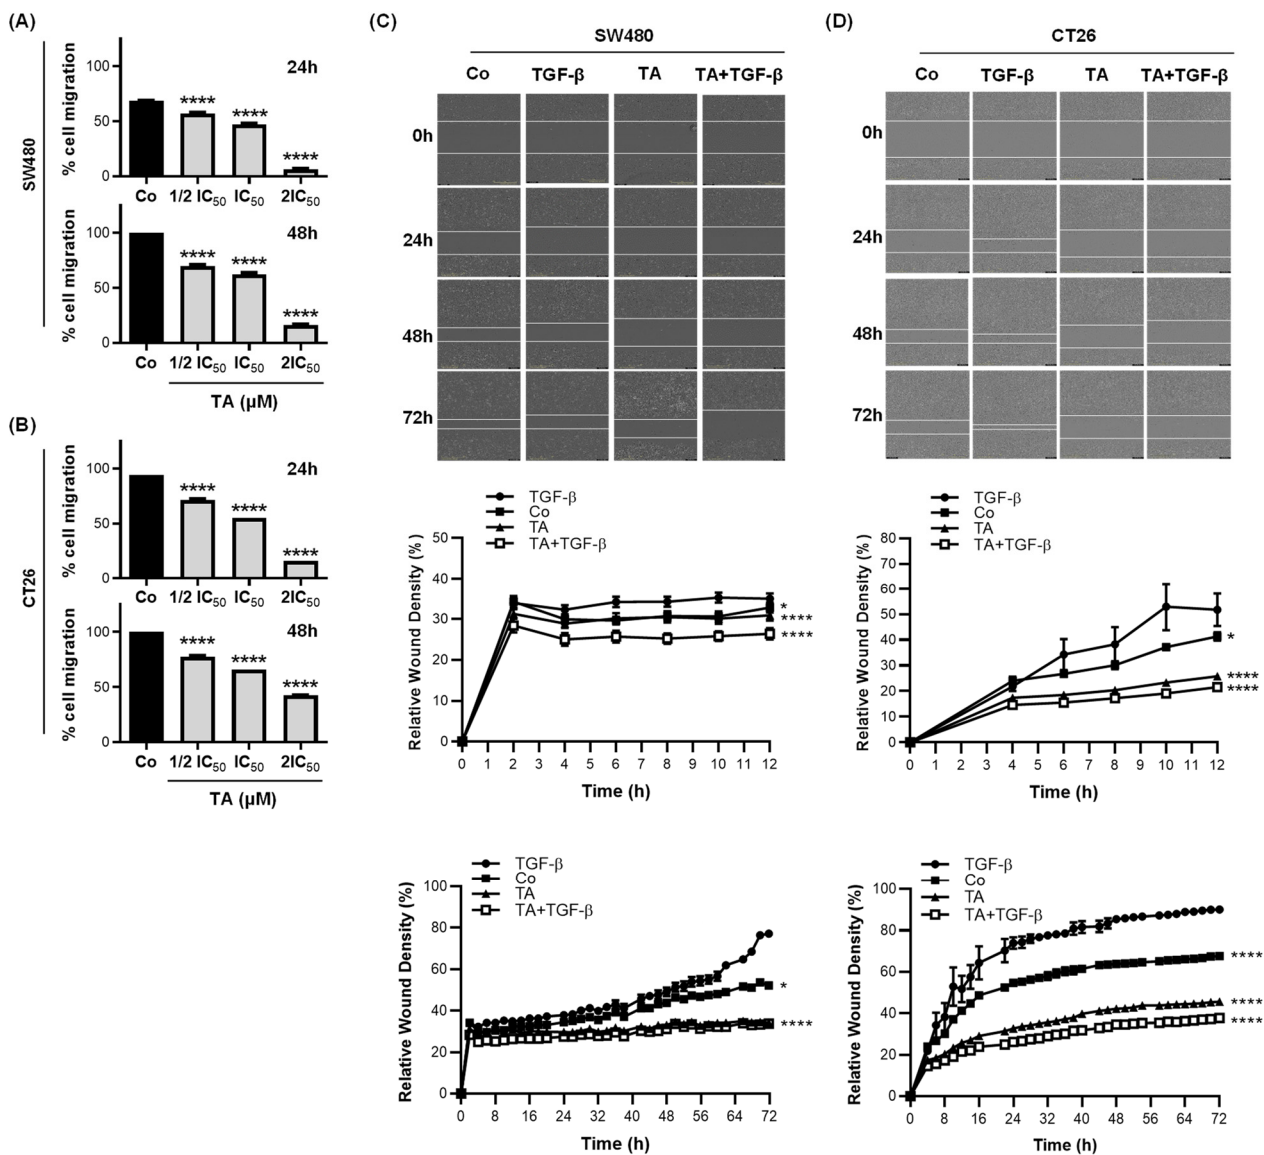 (A)
SW480
% cell migration
100
50
0
24h
****
****
****
Co
1/2 IC50
IC50
2IC50
% cell migration
100
50
0
48h
****
****
****
Co
1/2 IC50
IC50
2IC50
TA (µM)
(B)
CT26
% cell migration
100
50
0
24h
****
****
****
Co
1/2 IC50
IC50
2IC50
% cell migration
100
50
0
48h
****
****
****
Co
1/2 IC50
IC50
2IC50
TA (µM)
(C)
SW480
Co TGF-β TA TA+TGF-β
0h
24h
48h
72h
TGF-β
Co
TA
TA+TGF-β
Relative Wound Density (%)
50
40
30
20
10
0
*
****
****
0 1 2 3 4 5 6 7 8 9 10 11 12
Time (h)
TGF-β
Co
TA
TA+TGF-β
Relative Wound Density (%)
100
80
60
40
20
0
*
****
0 8 16 24 32 40 48 56 64 72
Time (h)
(D)
CT26
Co TGF-β TA TA+TGF-β
0h
24h
48h
72h
TGF-β
Co
TA
TA+TGF-β
Relative Wound Density (%)
80
70
60
50
40
30
20
10
0
*
****
****
0 1 2 3 4 5 6 7 8 9 10 11 12
Time (h)
TGF-β
Co
TA
TA+TGF-β
Relative Wound Density (%)
100
80
60
40
20
0
****
****
****
0 8 16 24 32 40 48 56 64 72
Time (h)